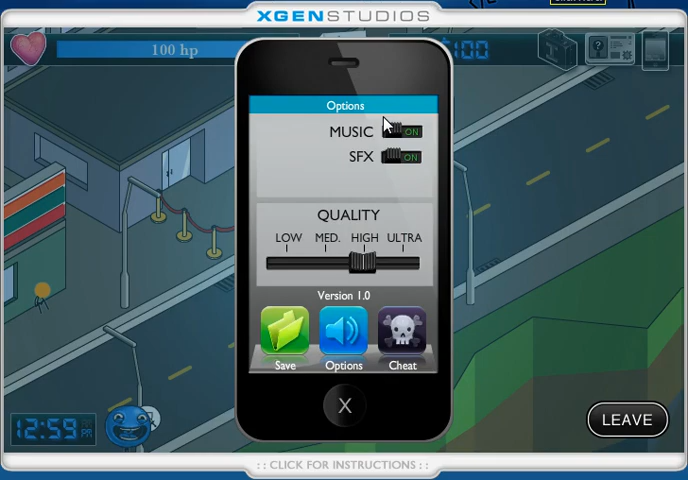 XGENSTUDIOS
100 hp
100
Options
MUSIC ON
SFX ON
QUALITY
LOW MED. HIGH ULTRA
Version 1.0
Save Options Cheat
X
12:59
LEAVE
:: CLICK FOR INSTRUCTIONS ::